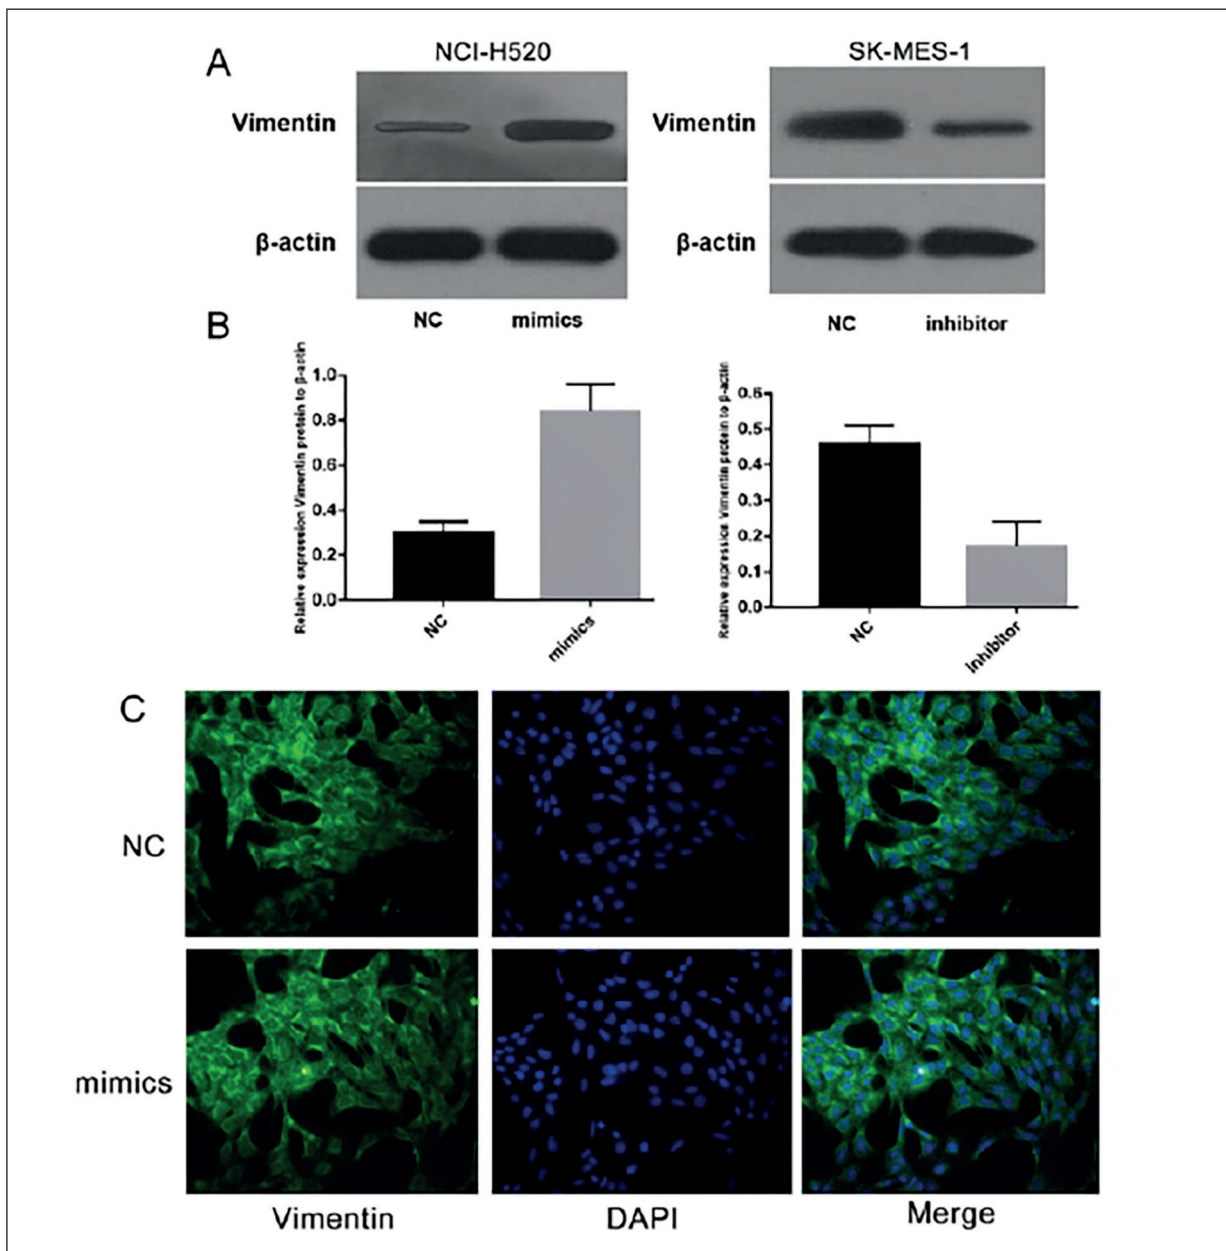 A
NCI-H520
SK-MES-1
Vimentin
Vimentin
β-actin
β-actin
NC mimics
NC inhibitor
B
Relative expression Vimentin protein to β-actin
1.0
0.8
0.6
0.4
0.2
0.0
NC
mimics
Relative expression Vimentin protein to β-actin
0.6
0.5
0.4
0.3
0.2
0.1
0.0
NC
inhibitor
C
NC
mimics
Vimentin DAPI Merge